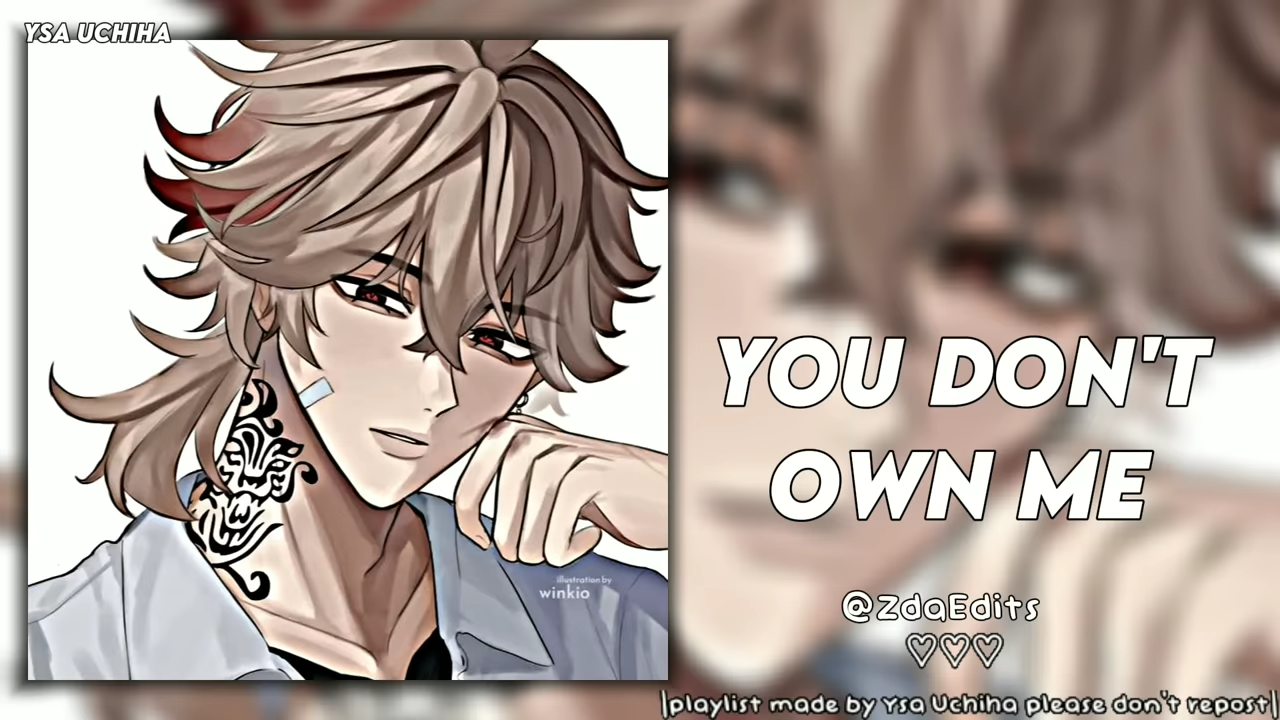 YSA UCHIHA
illustration by
winkio
YOU DON'T
OWN ME
@ZdaEdits
♡♡♡
|playlist made by Ysa Uchiha please don't repost|